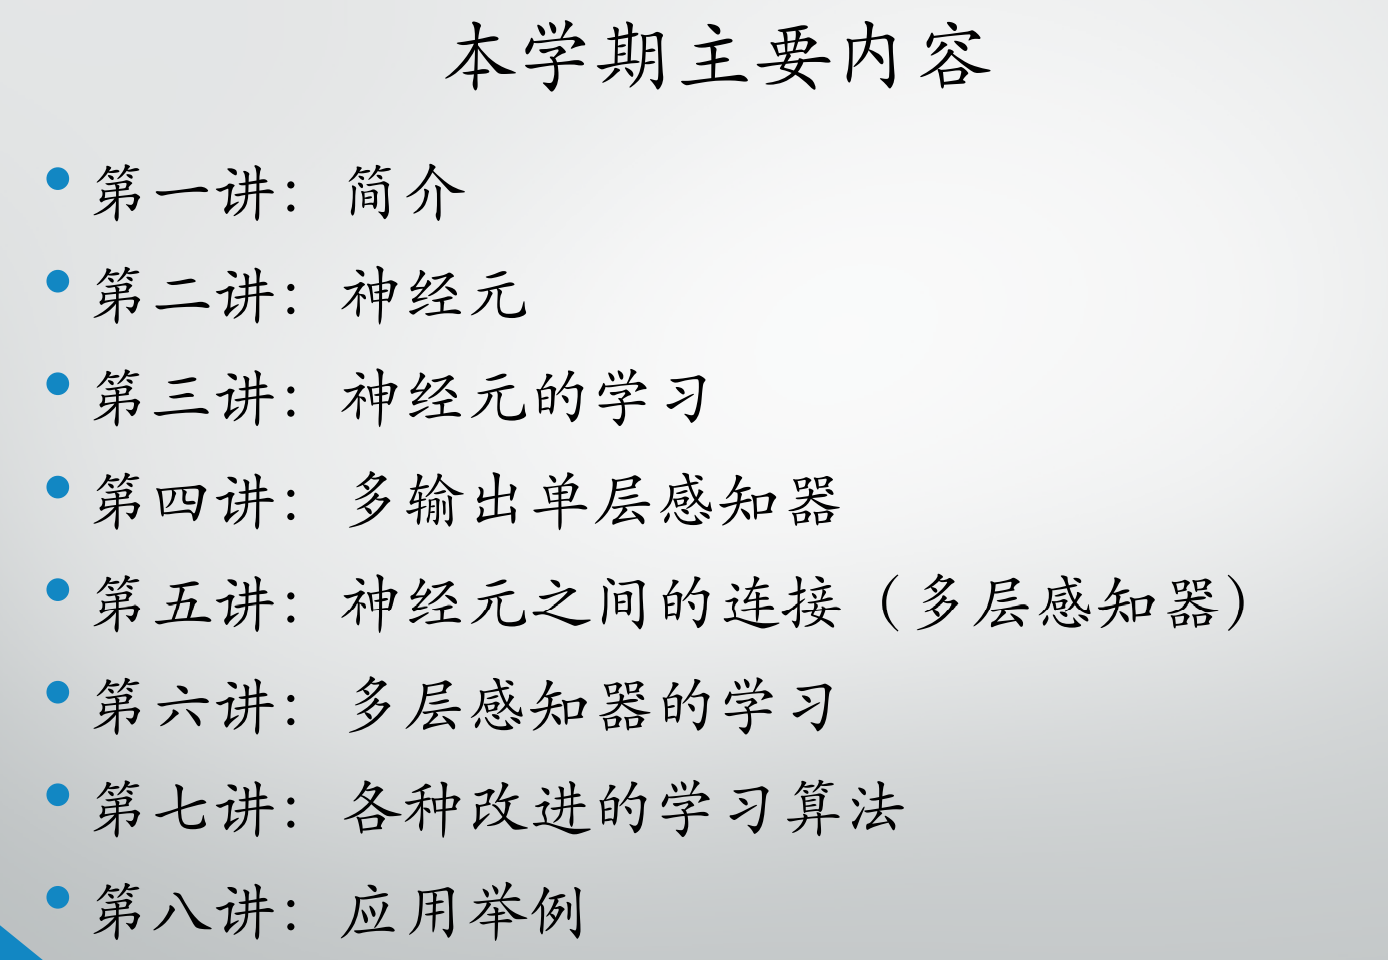 本学期主要内容
第一讲：简介
第二讲：神经元
第三讲：神经元的学习
第四讲：多输出单层感知器
第五讲：神经元之间的连接（多层感知器）
第六讲：多层感知器的学习
第七讲：各种改进的学习算法
第八讲：应用举例